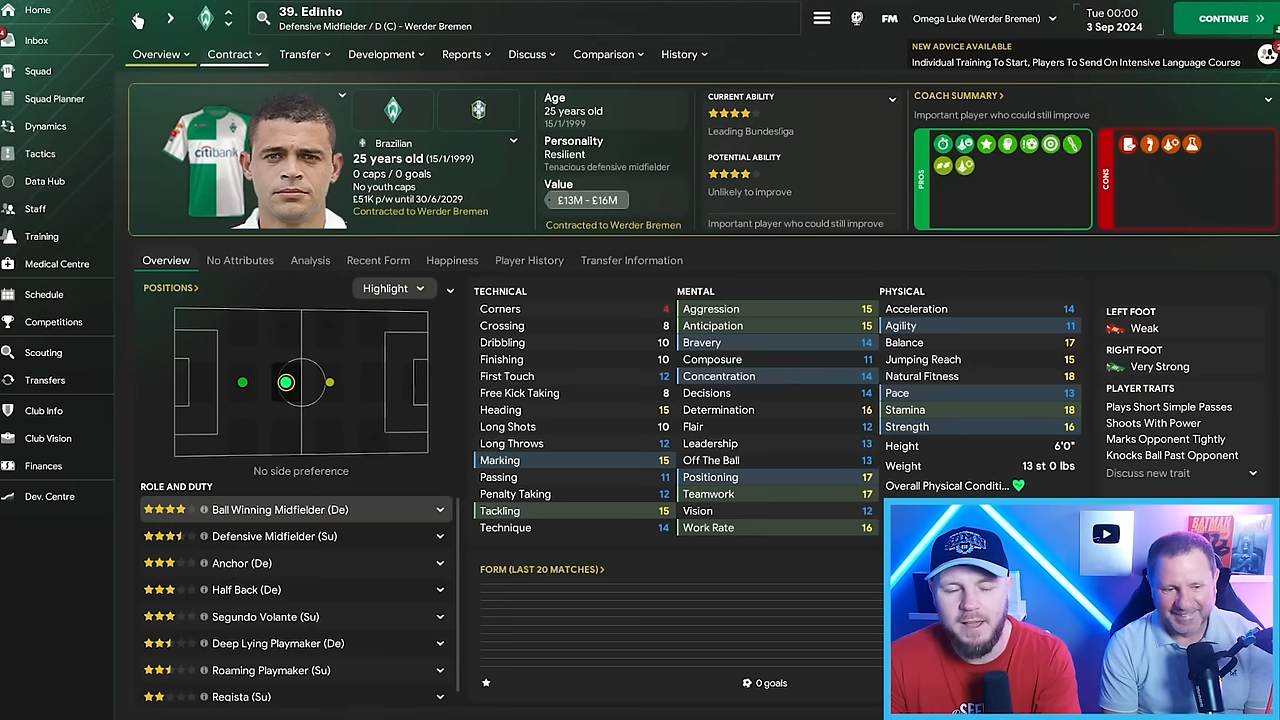 Home
Inbox
Squad
Squad Planner
Dynamics
Tactics
Data Hub
Staff
Training
Medical Centre
Schedule
Competitions
Scouting
Transfers
Club Info
Club Vision
Finances
Dev. Centre
39. Edinho
Defensive Midfielder / D (C) - Werder Bremen
FM
Omega Luke (Werder Bremen)
Tue 00:00
3 Sep 2024
CONTINUE
Overview
Contract
Transfer
Development
Reports
Discuss
Comparison
History
NEW ADVICE AVAILABLE
Individual Training To Start, Players To Send On Intensive Language Course
citibank
Brazilian
25 years old (15/1/1999)
0 caps / 0 goals
No youth caps
£51K p/w until 30/6/2029
Contracted to Werder Bremen
Age
25 years old
15/1/1999
Personality
Resilient
Tenacious defensive midfielder
Value
£13M - £16M
Contracted to Werder Bremen
CURRENT ABILITY
Leading Bundesliga
POTENTIAL ABILITY
Unlikely to improve
Important player who could still improve
COACH SUMMARY
Important player who could still improve
PROS
CONS
Overview
No Attributes
Analysis
Recent Form
Happiness
Player History
Transfer Information
POSITIONS
Highlight
No side preference
ROLE AND DUTY
Ball Winning Midfielder (De)
Defensive Midfielder (Su)
Anchor (De)
Half Back (De)
Segundo Volante (Su)
Deep Lying Playmaker (De)
Roaming Playmaker (Su)
Regista (Su)
TECHNICAL
Corners 4
Crossing 8
Dribbling 10
Finishing 10
First Touch 12
Free Kick Taking 8
Heading 15
Long Shots 10
Long Throws 12
Marking 15
Passing 11
Penalty Taking 12
Tackling 15
Technique 14
MENTAL
Aggression 15
Anticipation 15
Bravery 14
Composure 11
Concentration 14
Decisions 14
Determination 16
Flair 12
Leadership 13
Off The Ball 13
Positioning 17
Teamwork 17
Vision 12
Work Rate 16
PHYSICAL
Acceleration 14
Agility 11
Balance 17
Jumping Reach 15
Natural Fitness 18
Pace 13
Stamina 18
Strength 16
Height 6'0"
Weight 13 st 0 lbs
Overall Physical Conditi...
LEFT FOOT
Weak
RIGHT FOOT
Very Strong
PLAYER TRAITS
Plays Short Simple Passes
Shoots With Power
Marks Opponent Tightly
Knocks Ball Past Opponent
Discuss new trait
FORM (LAST 20 MATCHES)
0 goals
BATMAN